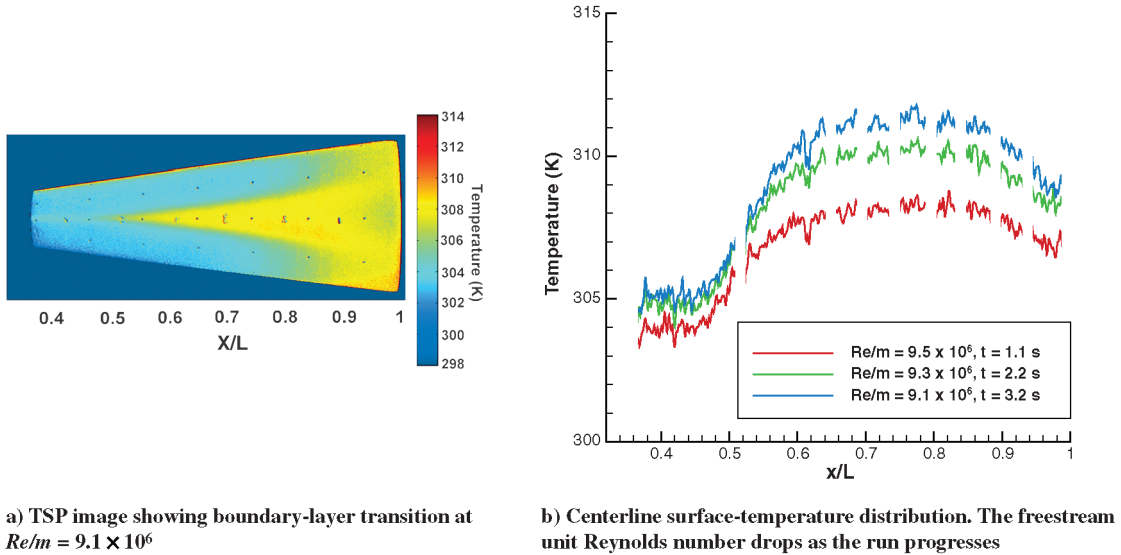 314
312
310
308
306
304
302
300
298
Temperature (K)
0.4 0.5 0.6 0.7 0.8 0.9 1
X/L
a) TSP image showing boundary-layer transition at
Re/m = 9.1 × 10⁶
315
310
305
300
Temperature (K)
Re/m = 9.5 x 10⁶, t = 1.1 s
Re/m = 9.3 x 10⁶, t = 2.2 s
Re/m = 9.1 x 10⁶, t = 3.2 s
0.4 0.5 0.6 0.7 0.8 0.9 1
x/L
b) Centerline surface-temperature distribution. The freestream
unit Reynolds number drops as the run progresses